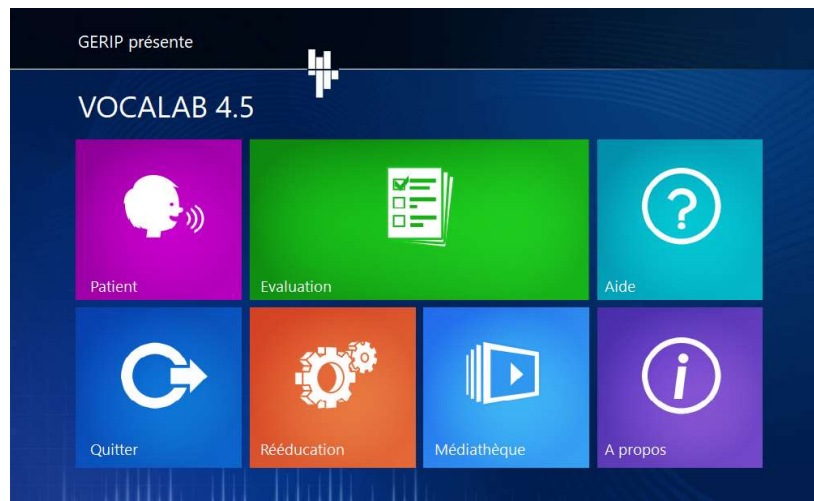 GERIP présente
VOCALAB 4.5
Patient
Evaluation
Aide
Quitter
Rééducation
Médiathèque
A propos